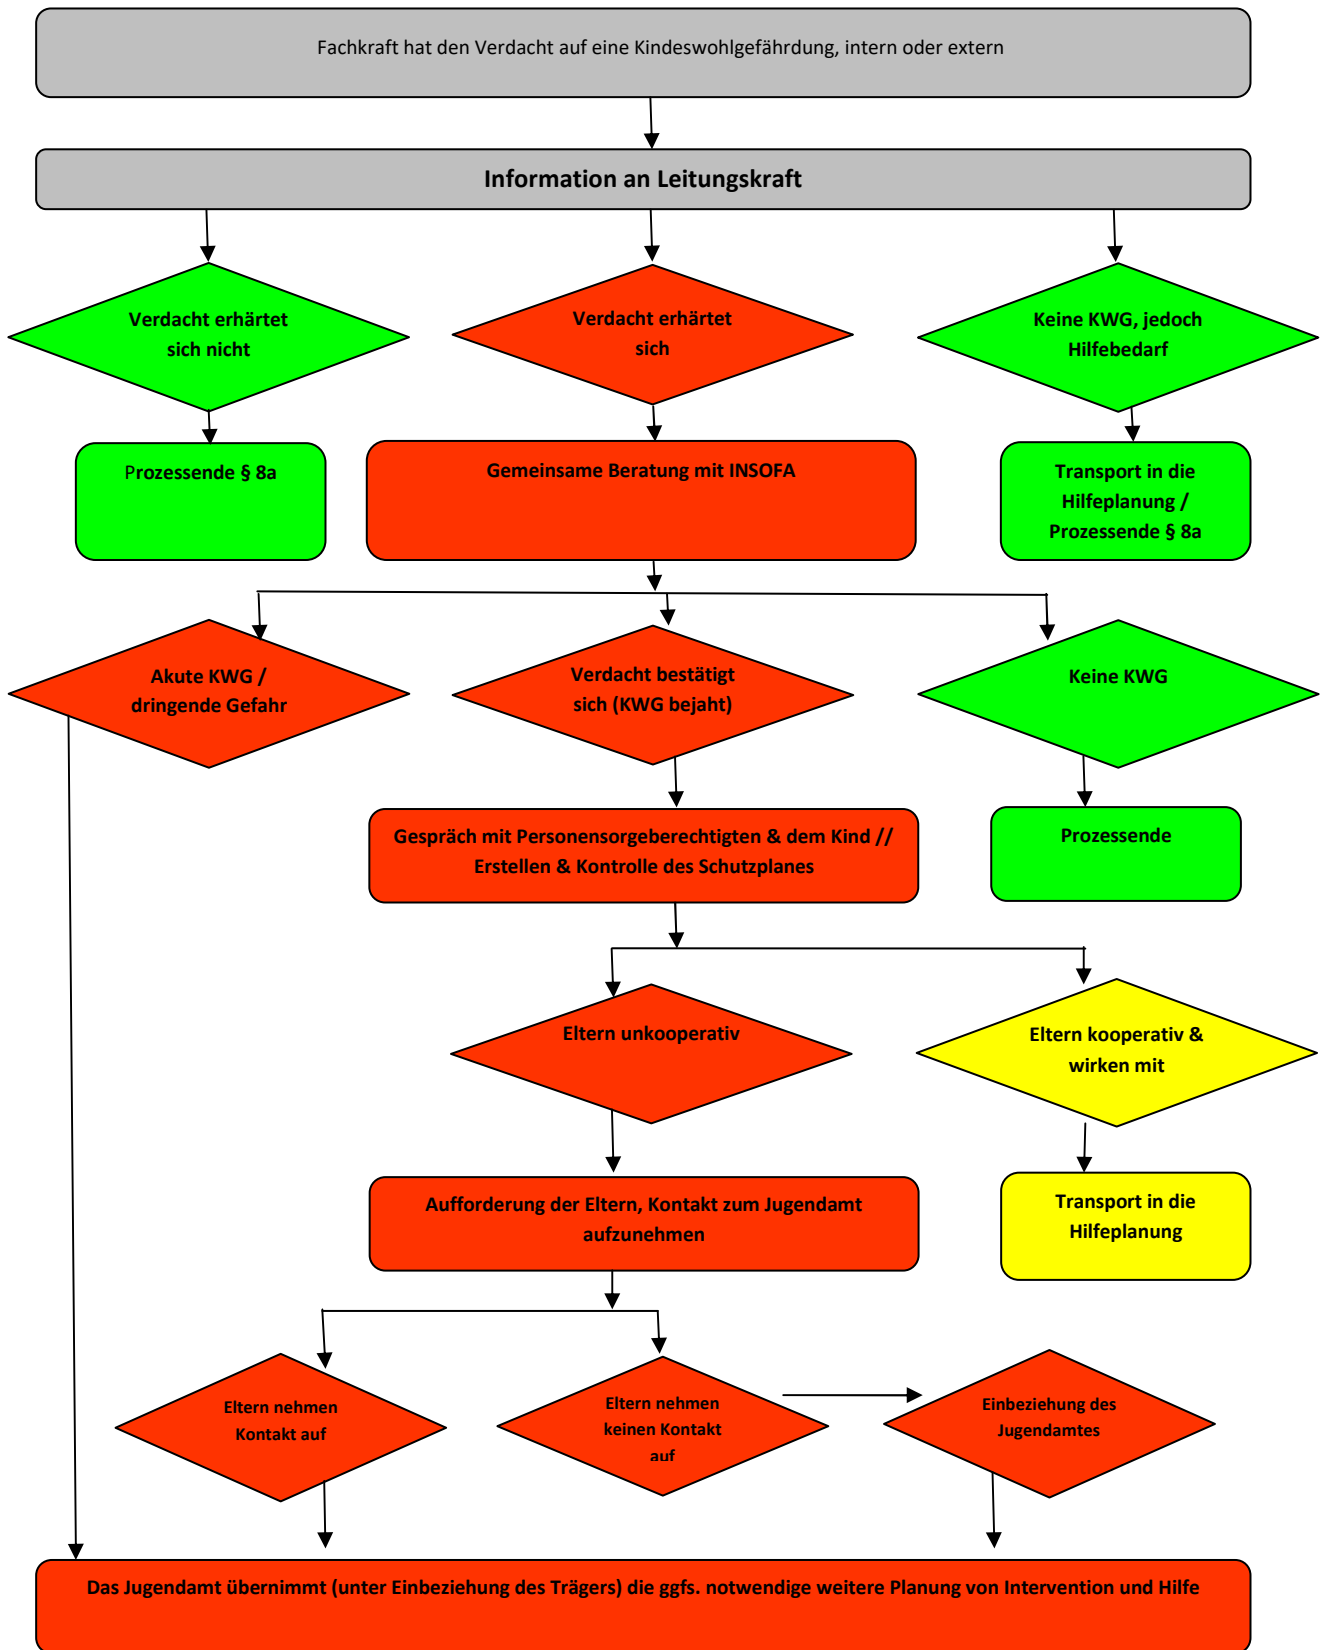 Fachkraft hat den Verdacht auf eine Kindeswohlgefährdung, intern oder extern
Information an Leitungskraft
Verdacht erhärtet
sich nicht
Verdacht erhärtet
sich
Keine KWG, jedoch
Hilfebedarf
Prozessende § 8a
Gemeinsame Beratung mit INSOFA
Transport in die
Hilfeplanung /
Prozessende § 8a
Akute KWG /
dringende Gefahr
Verdacht bestätigt
sich (KWG bejaht)
Keine KWG
Gespräch mit Personensorgeberechtigten & dem Kind //
Erstellen & Kontrolle des Schutzplanes
Prozessende
Eltern unkooperativ
Eltern kooperativ &
wirken mit
Aufforderung der Eltern, Kontakt zum Jugendamt
aufzunehmen
Transport in die
Hilfeplanung
Eltern nehmen
Kontakt auf
Eltern nehmen
keinen Kontakt
auf
Einbeziehung des
Jugendamtes
Das Jugendamt übernimmt (unter Einbeziehung des Trägers) die ggfs. notwendige weitere Planung von Intervention und Hilfe